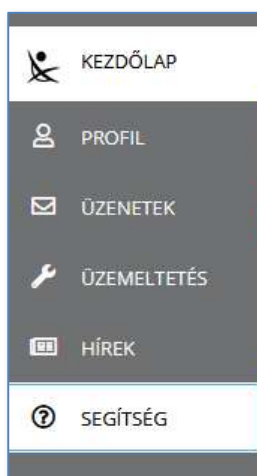 KEZDŐLAP
PROFIL
ÜZENETEK
ÜZEMELTETÉS
HÍREK
SEGÍTSÉG